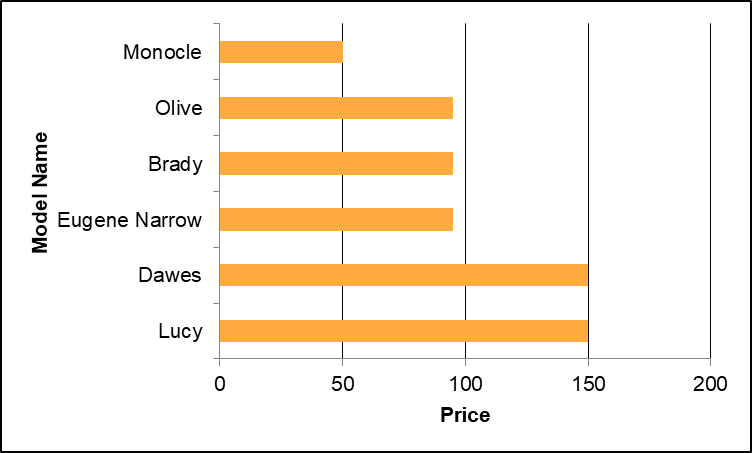 Model Name
Monocle
Olive
Brady
Eugene Narrow
Dawes
Lucy
0 50 100 150 200
Price